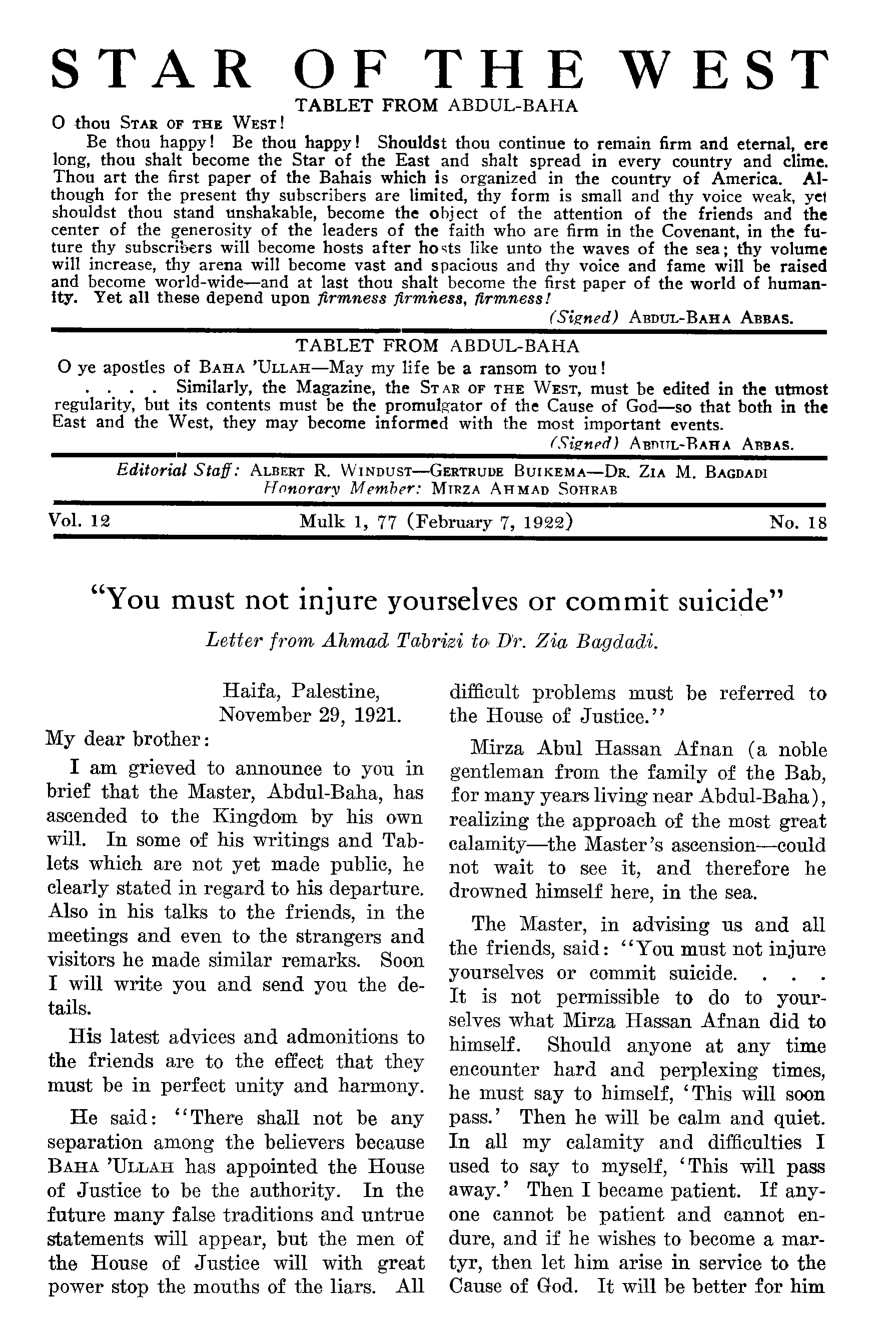 STAR OF THE WEST
TABLET FROM ABDUL-BAHA
O thou STAR OF THE WEST!
Be thou happy! Be thou happy! Shouldst thou continue to remain firm and eternal, ere
long, thou shalt become the Star of the East and shalt spread in every country and clime.
Thou art the first paper of the Bahais which is organized in the country of America. Al-
though for the present thy subscribers are limited, thy form is small and thy voice weak, yet
shouldst thou stand unshakable, become the object of the attention of the friends and the
center of the generosity of the leaders of the faith who are firm in the Covenant, in the fu-
ture thy subscribers will become hosts after hosts like unto the waves of the sea; thy volume
will increase, thy arena will become vast and spacious and thy voice and fame will be raised
and become world-wide—and at last thou shalt become the first paper of the world of human-
ity. Yet all these depend upon firmness firmness, firmness!
(Signed) ABDUL-BAHA ABBAS.
TABLET FROM ABDUL-BAHA
O ye apostles of BAHA 'ULLAH—May my life be a ransom to you!
. . . . Similarly, the Magazine, the STAR OF THE WEST, must be edited in the utmost
regularity, but its contents must be the promulgator of the Cause of God—so that both in the
East and the West, they may become informed with the most important events.
(Signed) ABDUL-BAHA ABBAS.
Editorial Staff: ALBERT R. WINDUST—GERTRUDE BUIKEMA—DR. ZIA M. BAGDADI
Honorary Member: MIRZA AHMAD SOHRAB
Vol. 12 Mulk 1, 77 (February 7, 1922) No. 18
"You must not injure yourselves or commit suicide"
Letter from Ahmad Tabrizi to Dr. Zia Bagdadi.
Haifa, Palestine,
November 29, 1921.
My dear brother:
I am grieved to announce to you in
brief that the Master, Abdul-Baha, has
ascended to the Kingdom by his own
will. In some of his writings and Tab-
lets which are not yet made public, he
clearly stated in regard to his departure.
Also in his talks to the friends, in the
meetings and even to the strangers and
visitors he made similar remarks. Soon
I will write you and send you the de-
tails.
His latest advices and admonitions to
the friends are to the effect that they
must be in perfect unity and harmony.
He said: "There shall not be any
separation among the believers because
BAHA 'ULLAH has appointed the House
of Justice to be the authority. In the
future many false traditions and untrue
statements will appear, but the men of
the House of Justice will with great
power stop the mouths of the liars. All
difficult problems must be referred to
the House of Justice."
Mirza Abul Hassan Afnan (a noble
gentleman from the family of the Bab,
for many years living near Abdul-Baha),
realizing the approach of the most great
calamity—the Master's ascension—could
not wait to see it, and therefore he
drowned himself here, in the sea.
The Master, in advising us and all
the friends, said: "You must not injure
yourselves or commit suicide. . . .
It is not permissible to do to your-
selves what Mirza Hassan Afnan did to
himself. Should anyone at any time
encounter hard and perplexing times,
he must say to himself, 'This will soon
pass.' Then he will be calm and quiet.
In all my calamity and difficulties I
used to say to myself, 'This will pass
away.' Then I became patient. If any-
one cannot be patient and cannot en-
dure, and if he wishes to become a mar-
tyr, then let him arise in service to the
Cause of God. It will be better for him